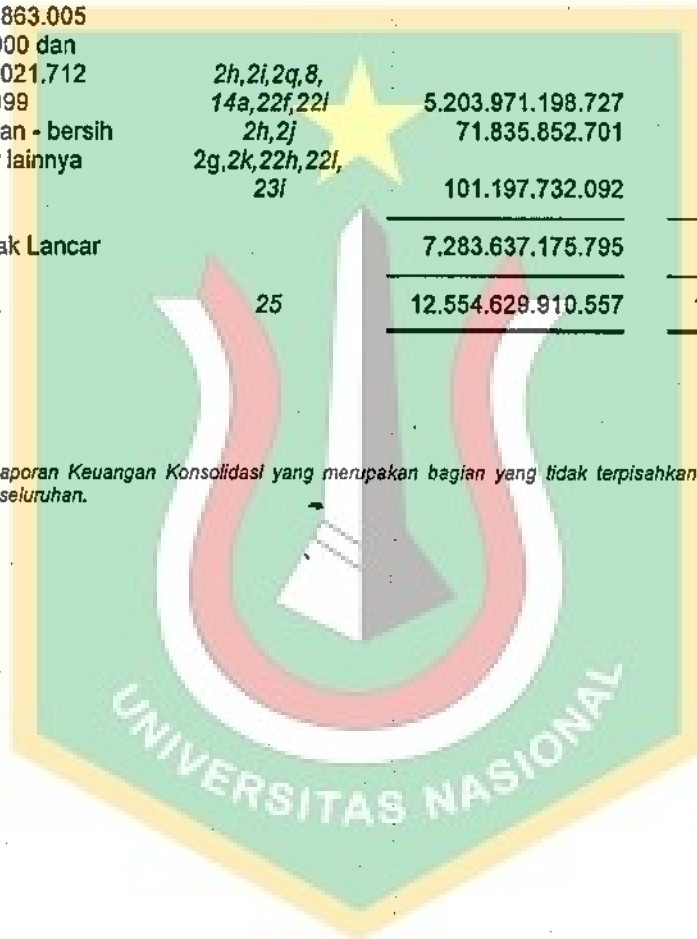 863.005
000 dan
021.712 2h,2i,2q,8,
999 14a,22f,22l 5.203.971.198.727
an - bersih 2h,2j 71.835.852.701
lainnya 2g,2k,22h,22l,
23i 101.197.732.092
ak Lancar 7.283.637.175.795
25 12.554.629.910.557
aporan Keuangan Konsolidasi yang merupakan bagian yang tidak terpisahkan
seluruhan.
UNIVERSITAS NASIONAL